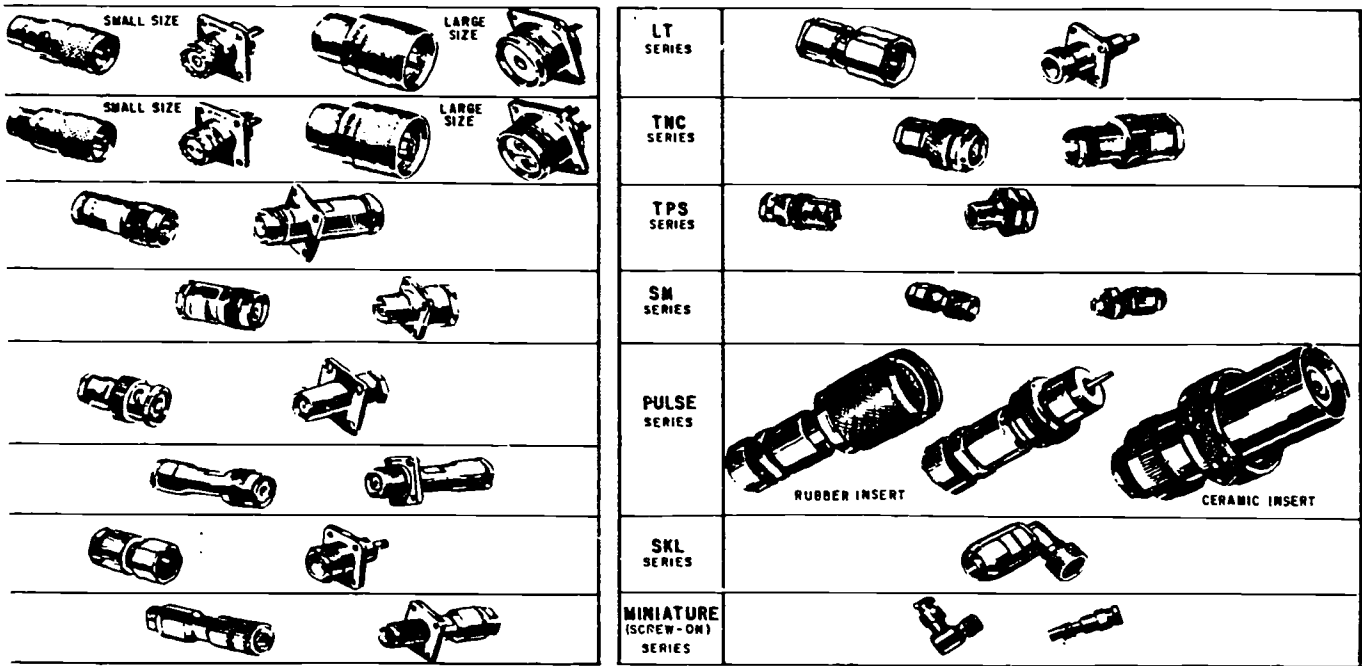 SMALL SIZE
LARGE
SIZE
SMALL SIZE
LARGE
SIZE
LT
SERIES
TNC
SERIES
TPS
SERIES
SM
SERIES
PULSE
SERIES
RUBBER INSERT
CERAMIC INSERT
SKL
SERIES
MINIATURE
(SCREW-ON)
SERIES